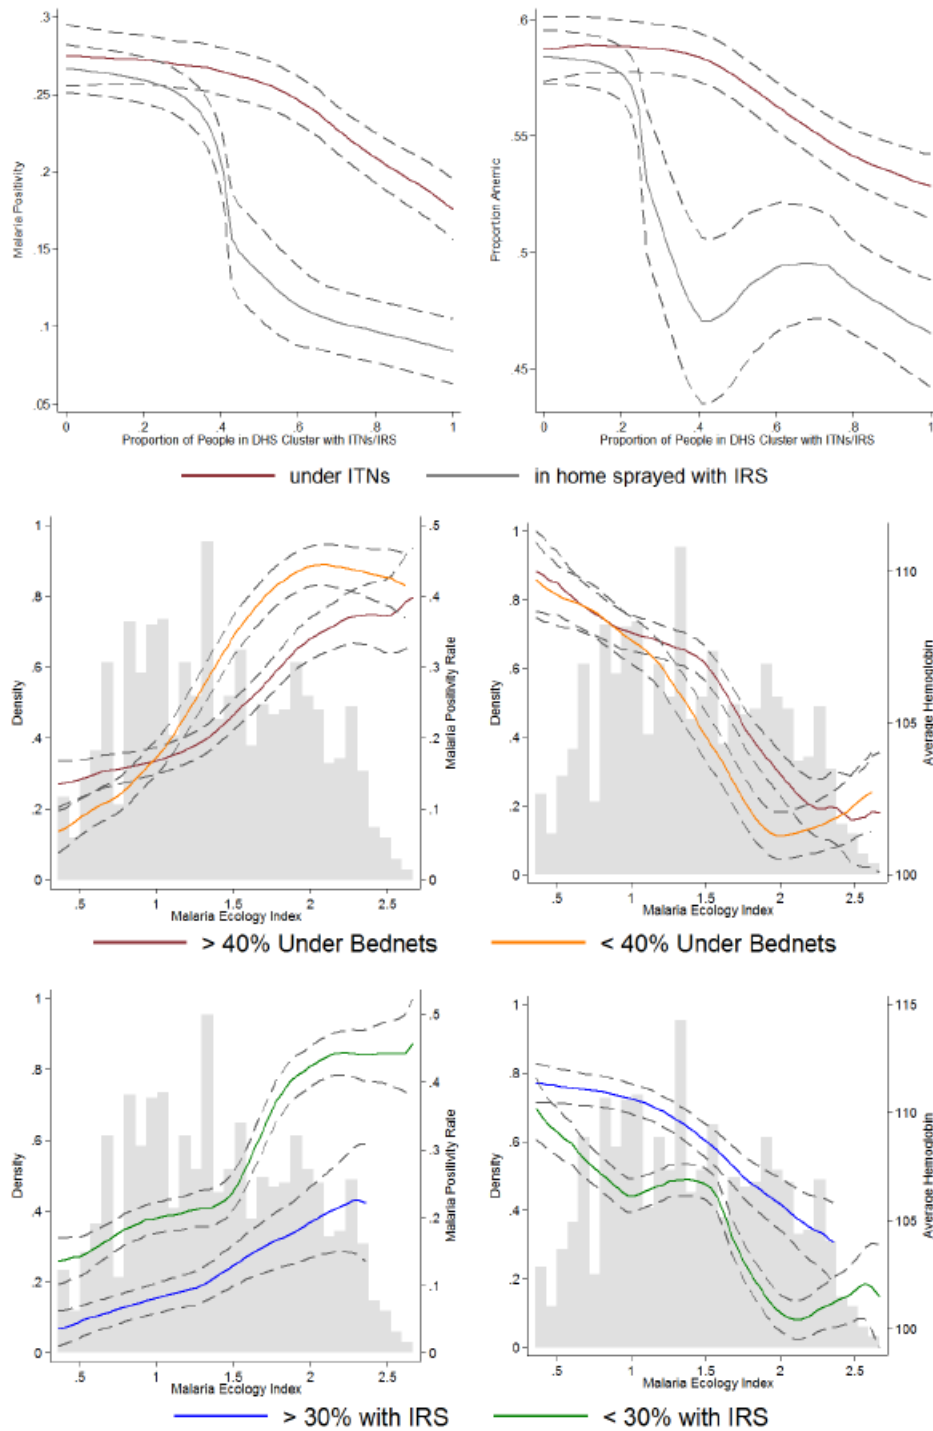 .3
.25
.2
.15
.1
.05
Malaria Positivity
0 .2 .4 .6 .8 1
Proportion of People in DHS Cluster with ITNs/IRS
.6
.55
.5
.45
Proportion Anemic
0 .2 .4 .6 .8 1
Proportion of People in DHS Cluster with ITNs/IRS
under ITNs
in home sprayed with IRS
1
.8
.6
.4
.2
0
Density
.5
.4
.3
.2
.1
0
Malaria Positivity Rate
.5 1 1.5 2 2.5
Malaria Ecology Index
1
.8
.6
.4
.2
0
Density
110
105
100
Average Hemoglobin
.5 1 1.5 2 2.5
Malaria Ecology Index
> 40% Under Bednets
< 40% Under Bednets
1
.8
.6
.4
.2
0
Density
.5
.4
.3
.2
.1
0
Malaria Positivity Rate
.5 1 1.5 2 2.5
Malaria Ecology Index
1
.8
.6
.4
.2
0
Density
115
110
105
100
Average Hemoglobin
.5 1 1.5 2 2.5
Malaria Ecology Index
> 30% with IRS
< 30% with IRS